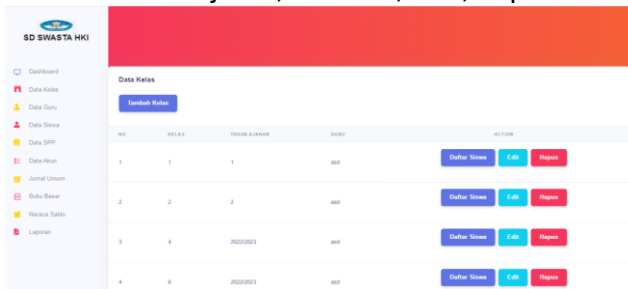 SD SWASTA HKI
Dashboard
Data Kelas
Data Guru
Data Siswa
Data SPP
Data Akun
Jurnal Umum
Buku Besar
Neraca Saldo
Laporan
Data Kelas
Tambah Kelas
NO. KELAS TAHUN AJARAN GURU ACTION
1 1 1 asd Daftar Siswa Edit Hapus
2 2 2 asd Daftar Siswa Edit Hapus
3 4 2022/2023 asd Daftar Siswa Edit Hapus
4 2022/2023 asd Daftar Siswa Edit Hapus